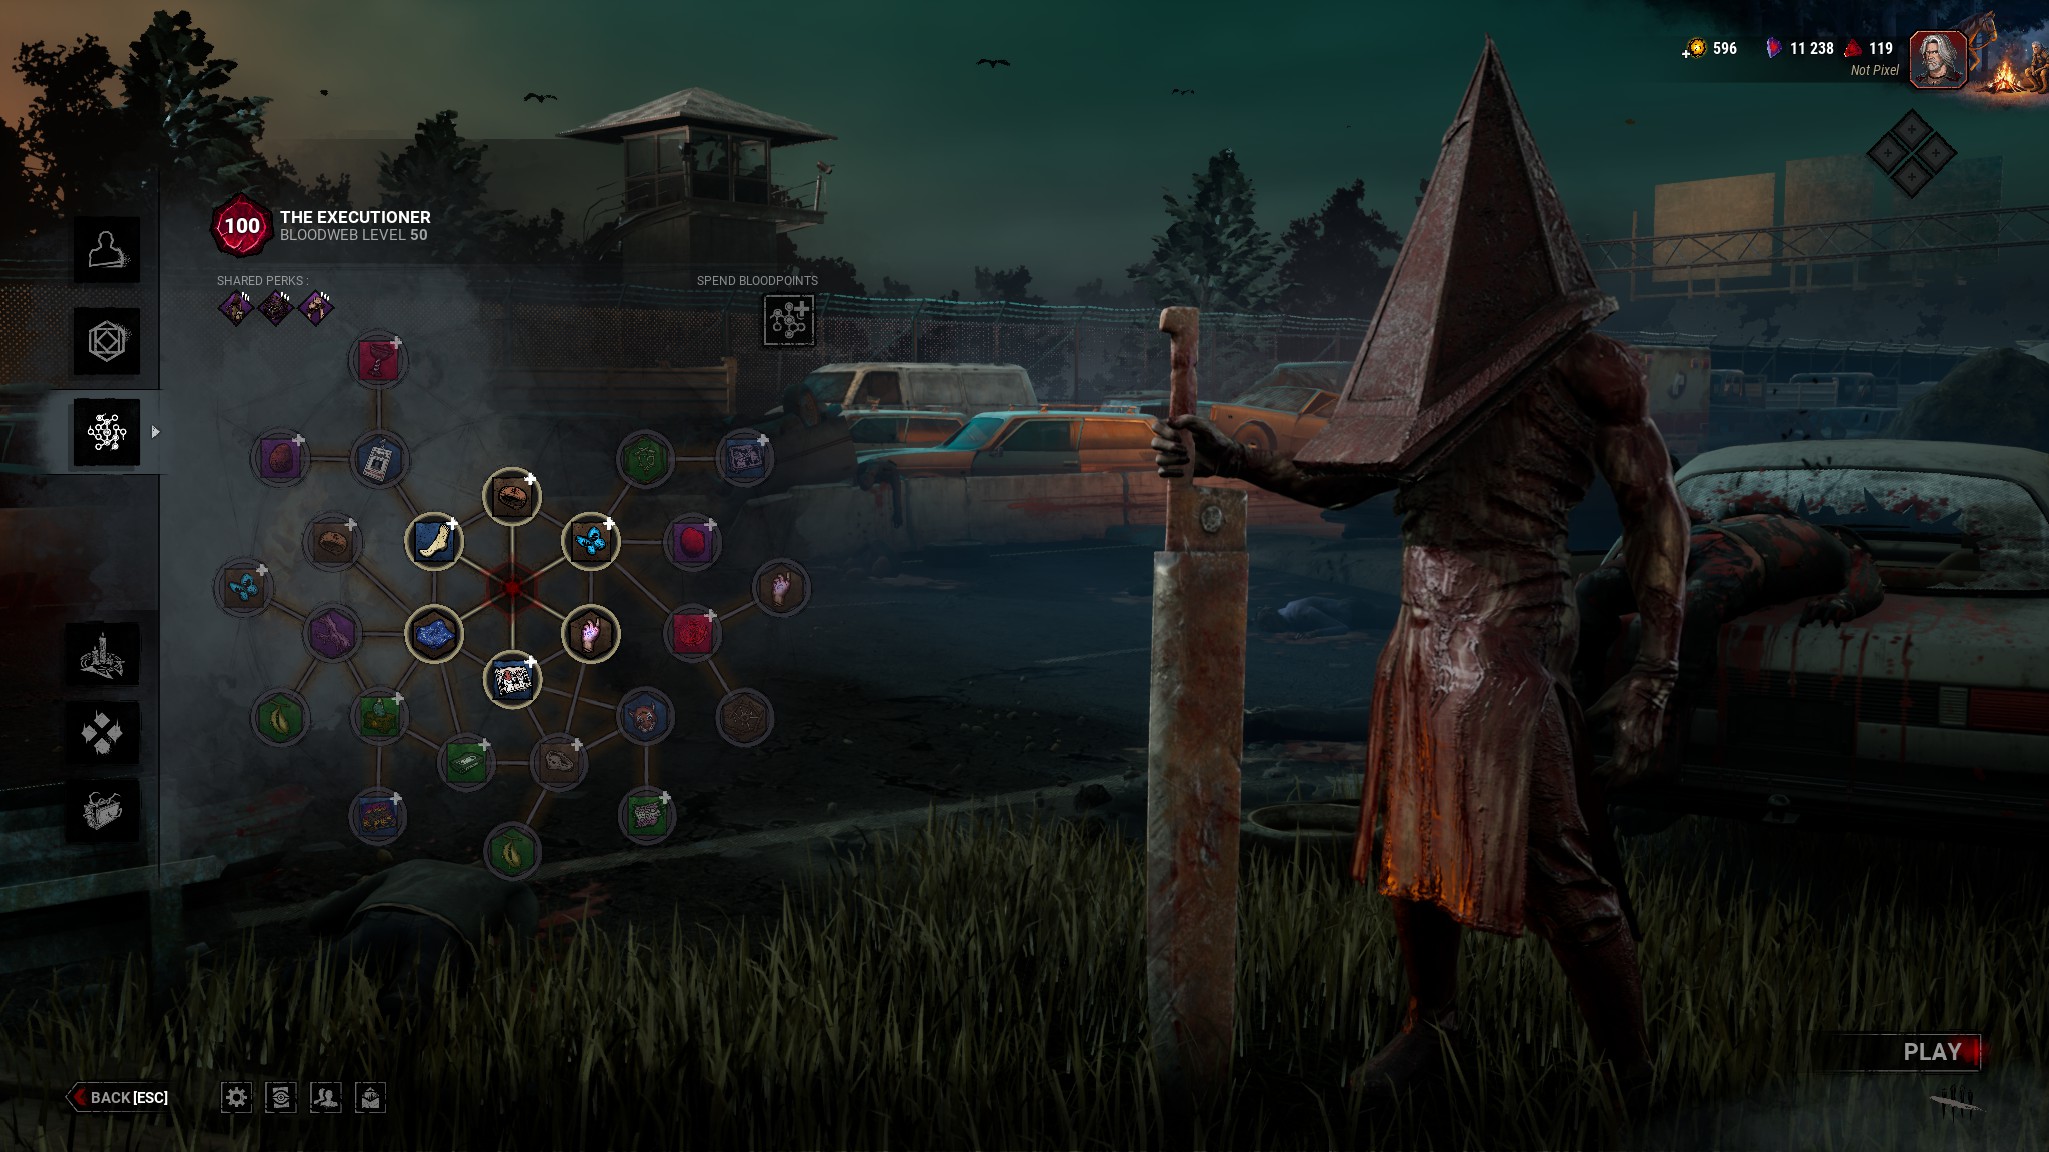 596 11 238 119
Not Pixel
100
THE EXECUTIONER
BLOODWEB LEVEL 50
SHARED PERKS :
SPEND BLOODPOINTS
PLAY
BACK [ESC]